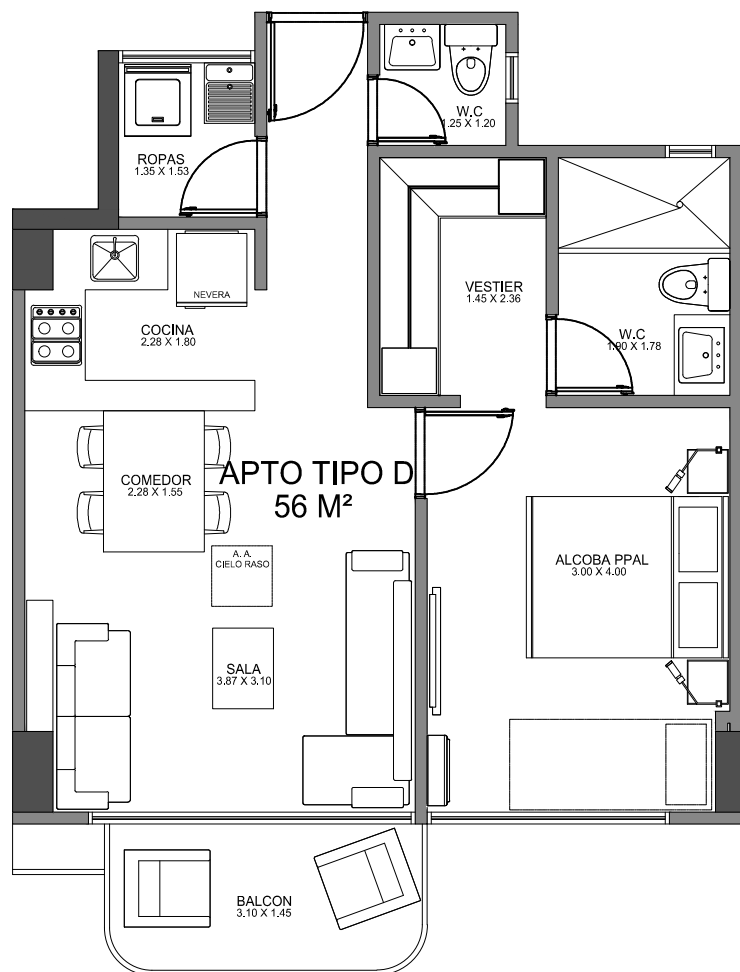 W.C
1.25 X 1.20
ROPAS
1.35 X 1.53
NEVERA
VESTIER
1.45 X 2.36
COCINA
2.28 X 1.80
W.C
1.90 X 1.78
APTO TIPO D
56 M²
COMEDOR
2.28 X 1.55
A. A.
CIELO RASO
ALCOBA PPAL
3.00 X 4.00
SALA
3.87 X 3.10
BALCON
3.10 X 1.45